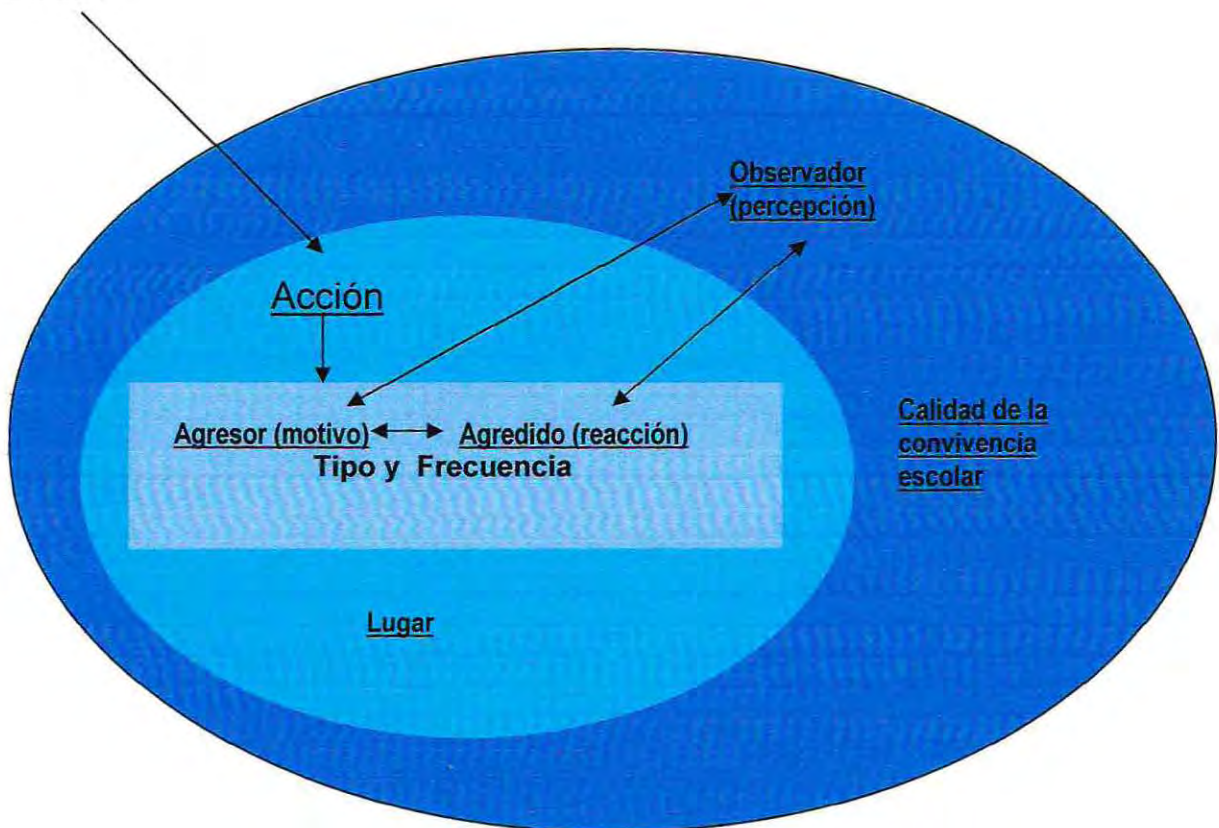 Observador
(percepción)
Acción
Agresor (motivo) Agredido (reacción)
Tipo y Frecuencia
Calidad de la
convivencia
escolar
Lugar